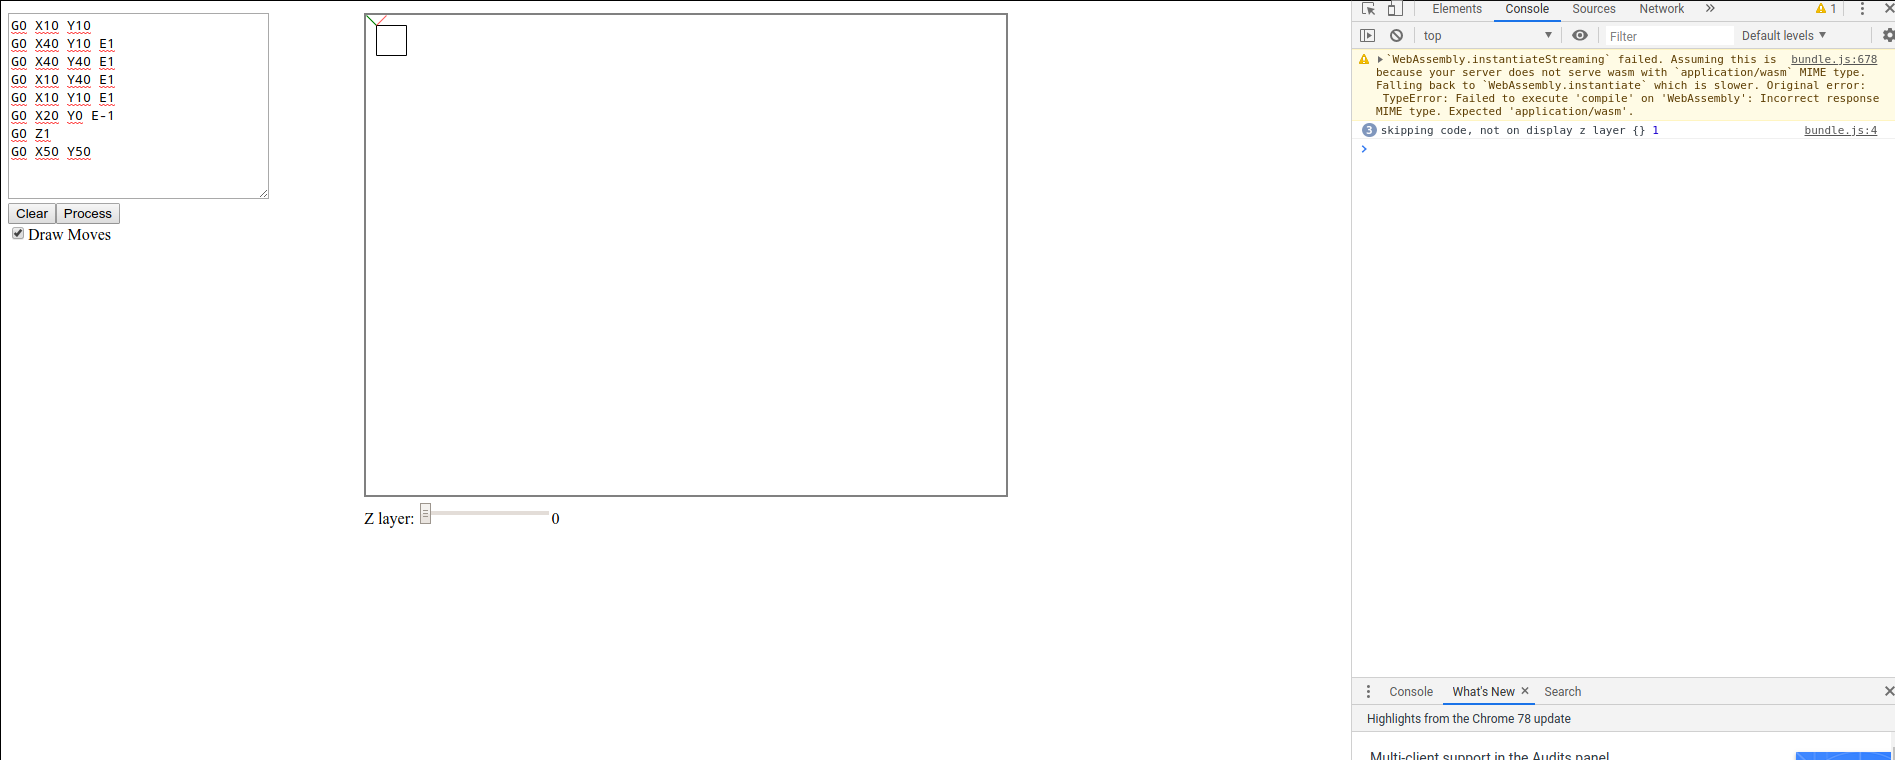 G0 X10 Y10
G0 X40 Y10 E1
G0 X40 Y40 E1
G0 X10 Y40 E1
G0 X10 Y10 E1
G0 X20 Y0 E-1
G0 Z1
G0 X50 Y50
Clear Process
Draw Moves
Z layer: 0
Elements Console Sources Network » 1
top Filter Default levels
`WebAssembly.instantiateStreaming` failed. Assuming this is bundle.js:678
because your server does not serve wasm with `application/wasm` MIME type.
Falling back to `WebAssembly.instantiate` which is slower. Original error:
TypeError: Failed to execute 'compile' on 'WebAssembly': Incorrect response
MIME type. Expected 'application/wasm'.
3 skipping code, not on display z layer {} 1 bundle.js:4
Console What's New × Search
Highlights from the Chrome 78 update
Multi-client support in the Audits panel